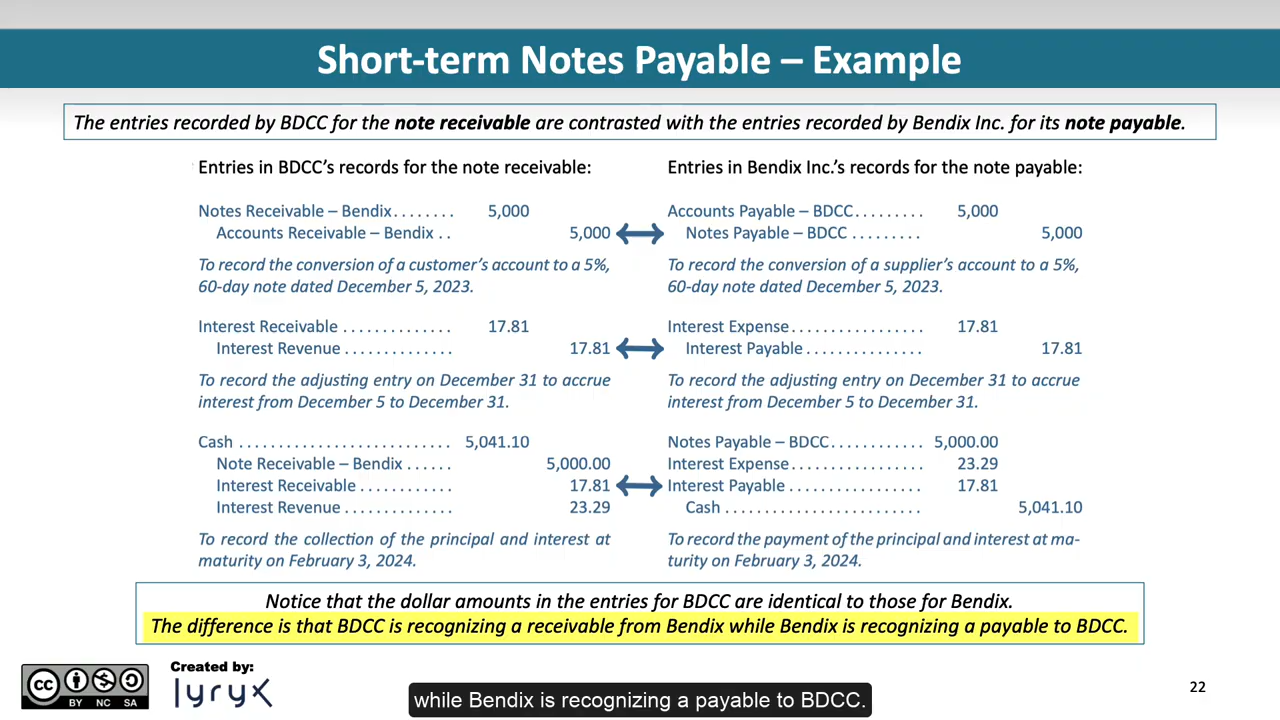 Short-term Notes Payable – Example
The entries recorded by BDCC for the note receivable are contrasted with the entries recorded by Bendix Inc. for its note payable.
Entries in BDCC’s records for the note receivable:
Notes Receivable – Bendix . . . . . . . . 5,000
Accounts Receivable – Bendix . . 5,000
To record the conversion of a customer’s account to a 5%,
60-day note dated December 5, 2023.
Interest Receivable . . . . . . . . . . . . . . 17.81
Interest Revenue . . . . . . . . . . . . . 17.81
To record the adjusting entry on December 31 to accrue
interest from December 5 to December 31.
Cash . . . . . . . . . . . . . . . . . . . . . . . . . . . 5,041.10
Note Receivable – Bendix . . . . . . 5,000.00
Interest Receivable . . . . . . . . . . . . 17.81
Interest Revenue . . . . . . . . . . . . . 23.29
To record the collection of the principal and interest at
maturity on February 3, 2024.
Entries in Bendix Inc.’s records for the note payable:
Accounts Payable – BDCC . . . . . . . . . 5,000
Notes Payable – BDCC . . . . . . . . . 5,000
To record the conversion of a supplier’s account to a 5%,
60-day note dated December 5, 2023.
Interest Expense . . . . . . . . . . . . . . . . . 17.81
Interest Payable . . . . . . . . . . . . . . . 17.81
To record the adjusting entry on December 31 to accrue
interest from December 5 to December 31.
Notes Payable – BDCC . . . . . . . . . . . . 5,000.00
Interest Expense . . . . . . . . . . . . . . . . . 23.29
Interest Payable . . . . . . . . . . . . . . . . . 17.81
Cash . . . . . . . . . . . . . . . . . . . . . . . . . 5,041.10
To record the payment of the principal and interest at ma-
turity on February 3, 2024.
Notice that the dollar amounts in the entries for BDCC are identical to those for Bendix.
The difference is that BDCC is recognizing a receivable from Bendix while Bendix is recognizing a payable to BDCC.
cc BY NC SA
Created by:
lyryx
while Bendix is recognizing a payable to BDCC.
22